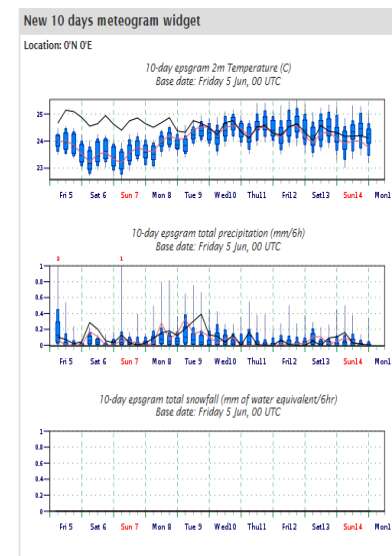 New 10 days meteogram widget
Location: 0°N 0°E
10-day epsgram 2m Temperature (C)
Base date: Friday 5 Jun, 00 UTC
25
24
23
Fri 5 Sat 6 Sun 7 Mon 8 Tue 9 Wed10 Thu11 Fri12 Sat13 Sun14 Mon1
10-day epsgram total precipitation (mm/6h)
Base date: Friday 5 Jun, 00 UTC
1
0.8
0.6
0.4
0.2
0
Fri 5 Sat 6 Sun 7 Mon 8 Tue 9 Wed10 Thu11 Fri12 Sat13 Sun14 Mon1
10-day epsgram total snowfall (mm of water equivalent/6hr)
Base date: Friday 5 Jun, 00 UTC
1
0.8
0.6
0.4
0.2
0
Fri 5 Sat 6 Sun 7 Mon 8 Tue 9 Wed10 Thu11 Fri12 Sat13 Sun14 Mon1